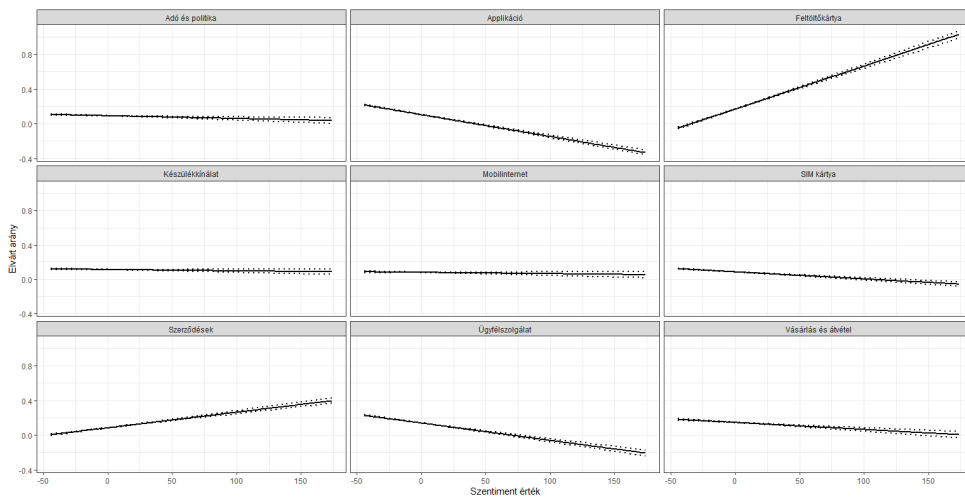 Adó és politika
Applikáció
Feltöltőkártya
0.8
0.4
0.0
-0.4
Készülékkínálat
Mobilinternet
SIM kártya
0.8
0.4
0.0
-0.4
Szerződések
Ügyfélszolgálat
Vásárlás és átvétel
0.8
0.4
0.0
-0.4
-50 0 50 100 150
-50 0 50 100 150
-50 0 50 100 150
Elvárt arány
Szentiment érték